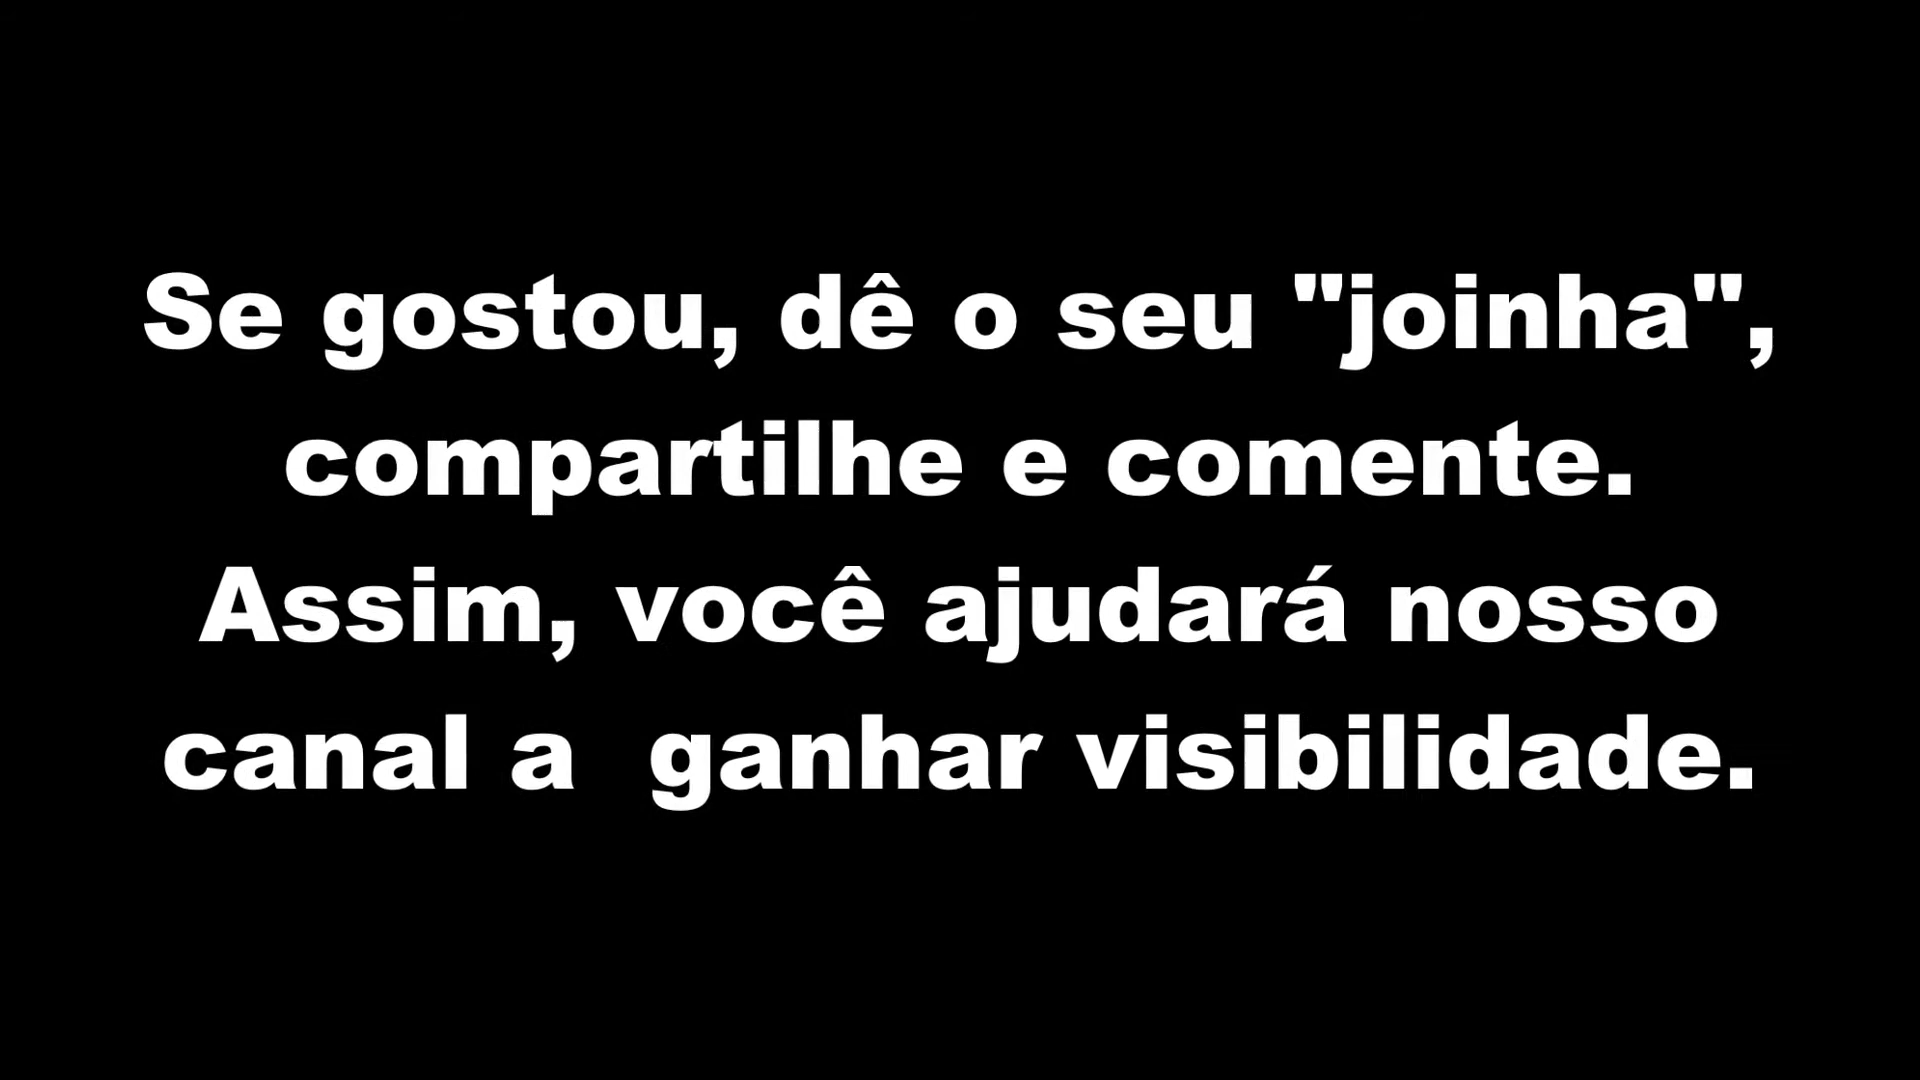 Se gostou, dê o seu "joinha",
compartilhe e comente.
Assim, você ajudará nosso
canal a  ganhar visibilidade.